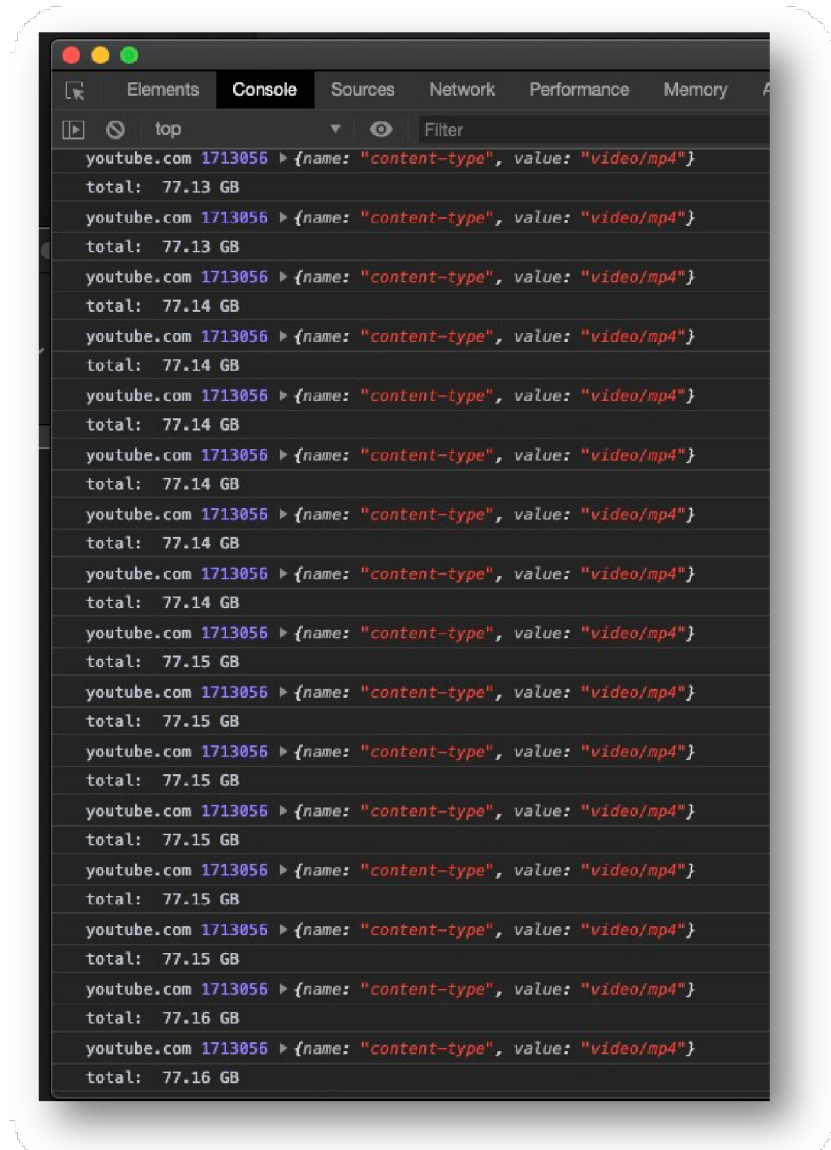 Elements Console Sources Network Performance Memory
top Filter
youtube.com 1713056 ▶ {name: "content-type", value: "video/mp4"}
total: 77.13 GB
youtube.com 1713056 ▶ {name: "content-type", value: "video/mp4"}
total: 77.13 GB
youtube.com 1713056 ▶ {name: "content-type", value: "video/mp4"}
total: 77.14 GB
youtube.com 1713056 ▶ {name: "content-type", value: "video/mp4"}
total: 77.14 GB
youtube.com 1713056 ▶ {name: "content-type", value: "video/mp4"}
total: 77.14 GB
youtube.com 1713056 ▶ {name: "content-type", value: "video/mp4"}
total: 77.14 GB
youtube.com 1713056 ▶ {name: "content-type", value: "video/mp4"}
total: 77.14 GB
youtube.com 1713056 ▶ {name: "content-type", value: "video/mp4"}
total: 77.14 GB
youtube.com 1713056 ▶ {name: "content-type", value: "video/mp4"}
total: 77.15 GB
youtube.com 1713056 ▶ {name: "content-type", value: "video/mp4"}
total: 77.15 GB
youtube.com 1713056 ▶ {name: "content-type", value: "video/mp4"}
total: 77.15 GB
youtube.com 1713056 ▶ {name: "content-type", value: "video/mp4"}
total: 77.15 GB
youtube.com 1713056 ▶ {name: "content-type", value: "video/mp4"}
total: 77.15 GB
youtube.com 1713056 ▶ {name: "content-type", value: "video/mp4"}
total: 77.15 GB
youtube.com 1713056 ▶ {name: "content-type", value: "video/mp4"}
total: 77.16 GB
youtube.com 1713056 ▶ {name: "content-type", value: "video/mp4"}
total: 77.16 GB